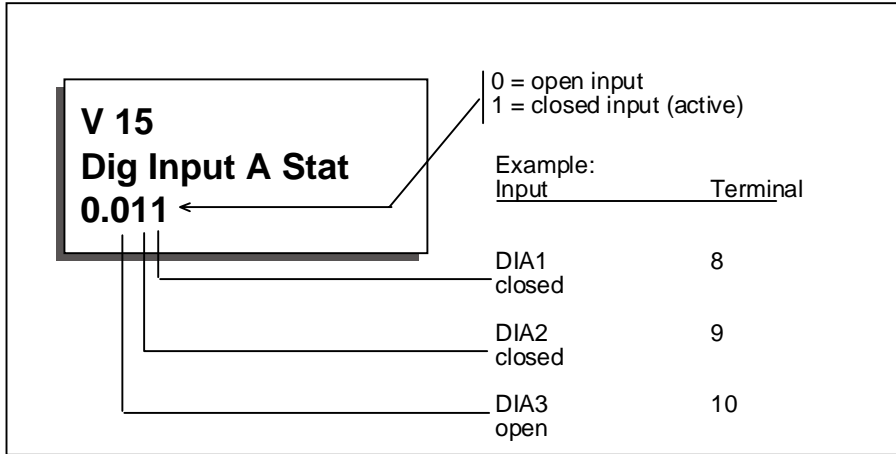 V 15
Dig Input A Stat
0.011
0 = open input
1 = closed input (active)
Example:
Input Terminal
DIA1 8
closed
DIA2 9
closed
DIA3 10
open